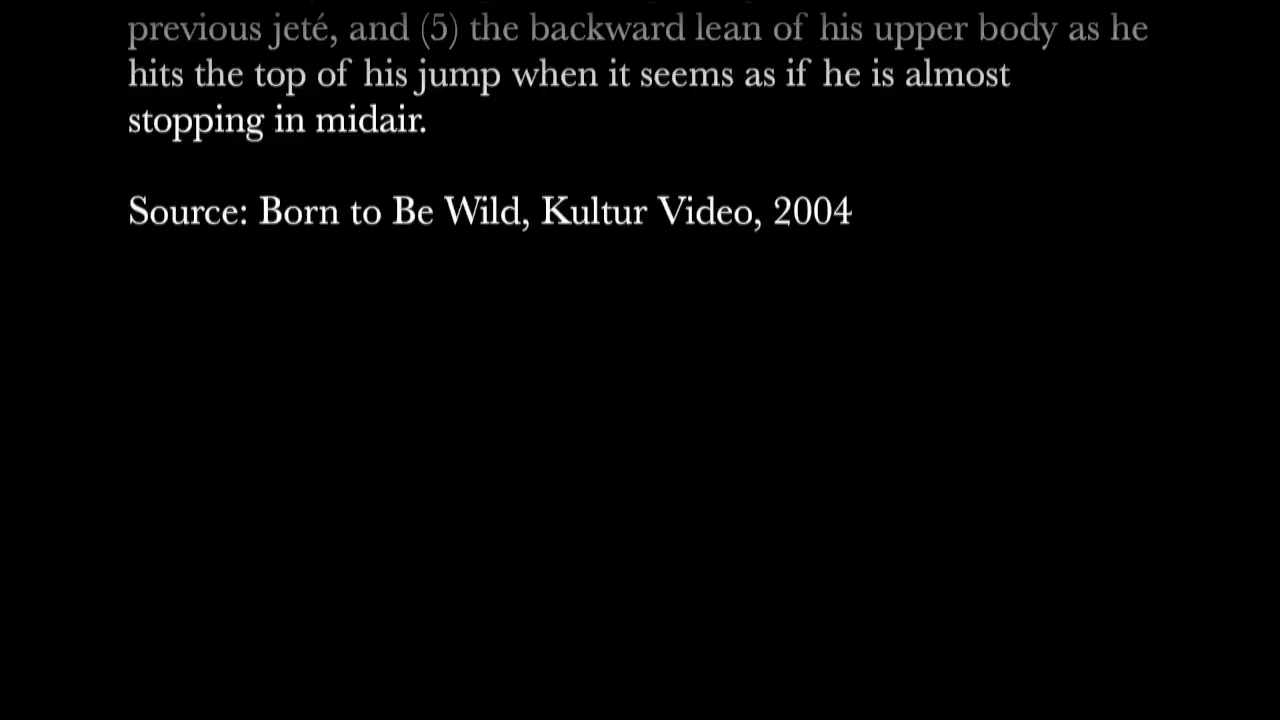 previous jeté, and (5) the backward lean of his upper body as he
hits the top of his jump when it seems as if he is almost
stopping in midair.
Source: Born to Be Wild, Kultur Video, 2004